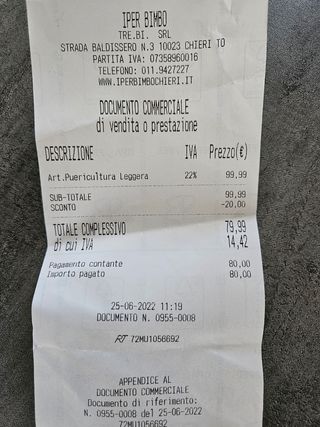 IPER BIMBO
TRE.BI. SRL
STRADA BALDISSERO N.3 10023 CHIERI TO
PARTITA IVA: 07358960016
TELEFONO: 011.9427227
WWW.IPERBIMBOCHIERI.IT
DOCUMENTO COMMERCIALE
di vendita o prestazione
DESCRIZIONE IVA Prezzo(€)
Art.Puericultura leggera 22% 99,99
SUB-TOTALE 99,99
SCONTO -20,00
TOTALE COMPLESSIVO 79,99
di cui IVA 14,42
Pagamento contante 80,00
Importo pagato 80,00
25-06-2022 11:19
DOCUMENTO N. 0955-0008
RT 72MU1056692
APPENDICE AL
DOCUMENTO COMMERCIALE
Documento di riferimento:
N. 0955-0008 del 25-06-2022
72MU1056692